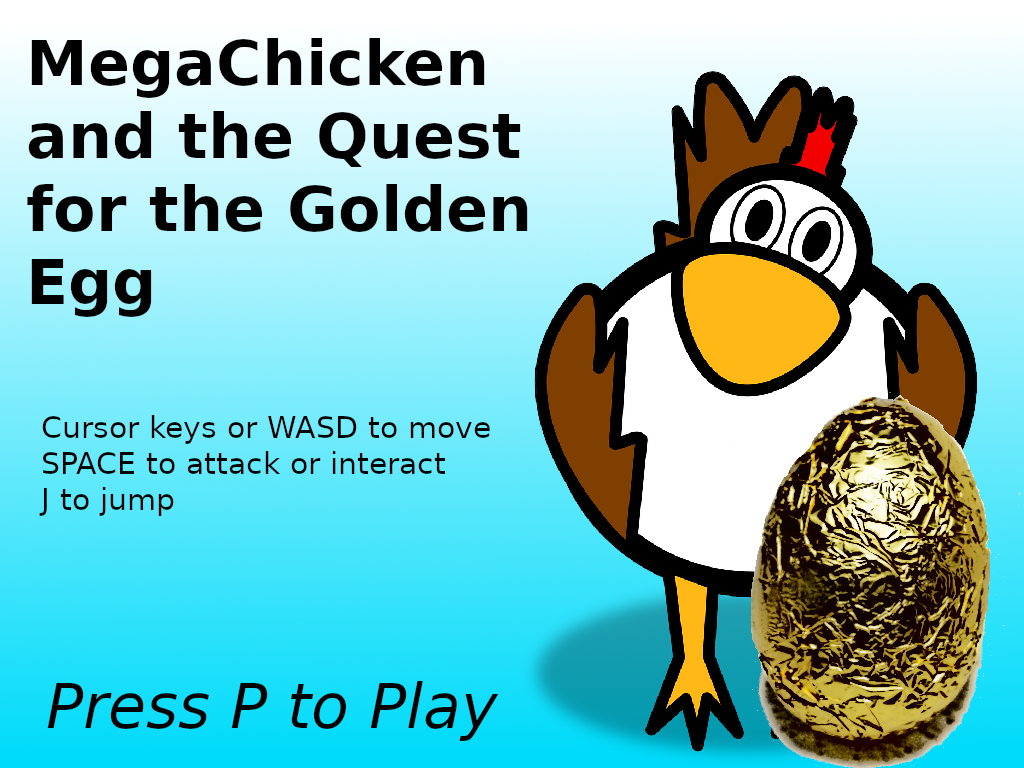 MegaChicken
and the Quest
for the Golden
Egg
Cursor keys or WASD to move
SPACE to attack or interact
J to jump
Press P to Play